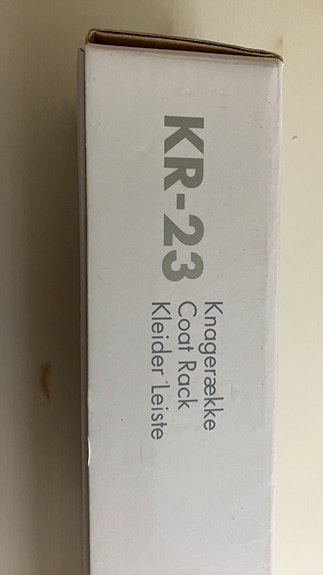 KR-23
Knagerække
Coat Rack
Kleider 'Leiste